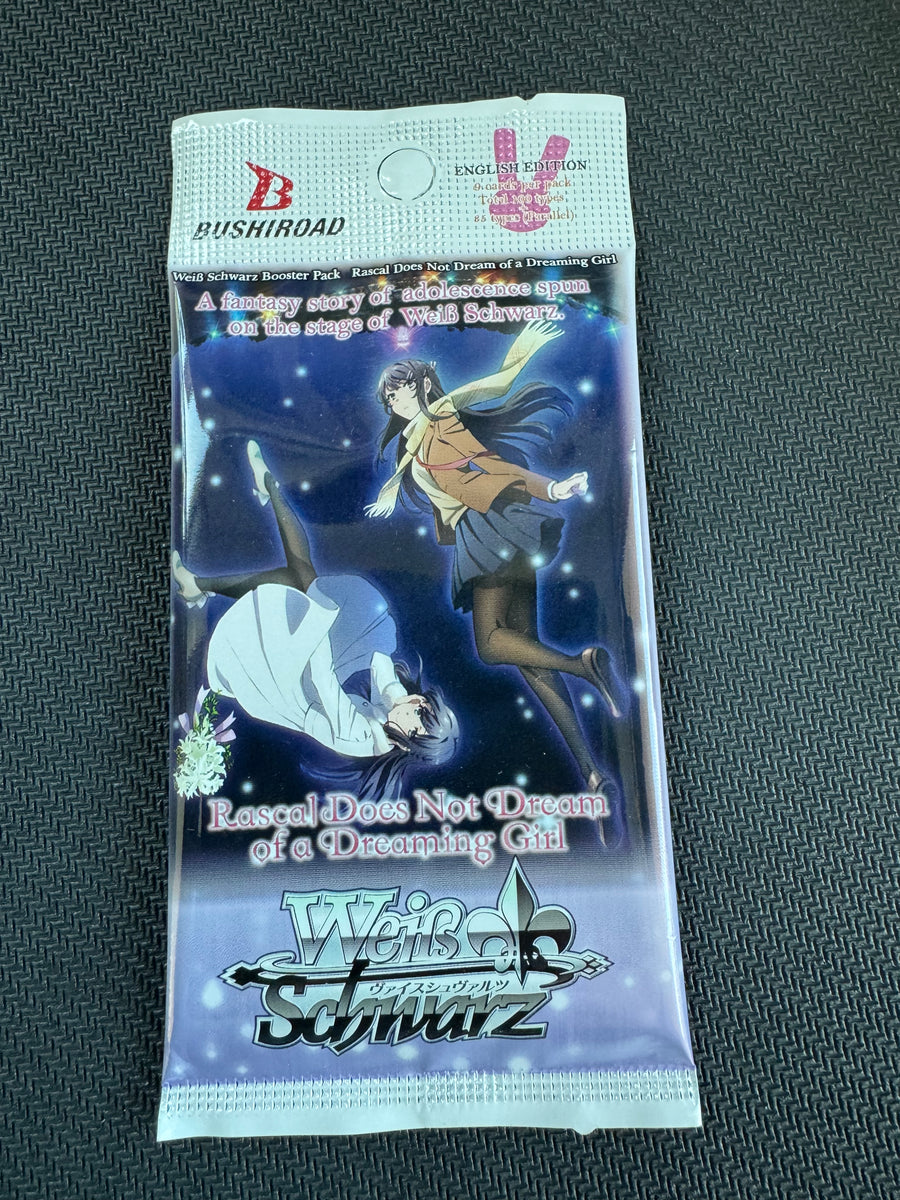 BUSHIROAD
ENGLISH EDITION
9 cards per pack
Total 100 types
+
85 types (Parallel)
Weiß Schwarz Booster Pack Rascal Does Not Dream of a Dreaming Girl
A fantasy story of adolescence spun
on the stage of Weiß Schwarz.
Rascal Does Not Dream
of a Dreaming Girl
Weiß
ヴァイスシュヴァルツ
Schwarz